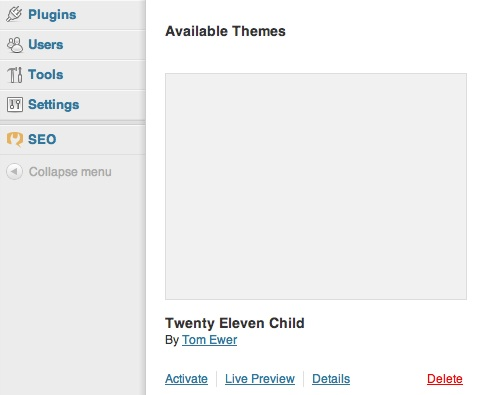 Plugins
Users
Tools
Settings
SEO
Collapse menu
Available Themes
Twenty Eleven Child
By Tom Ewer
Activate Live Preview Details Delete